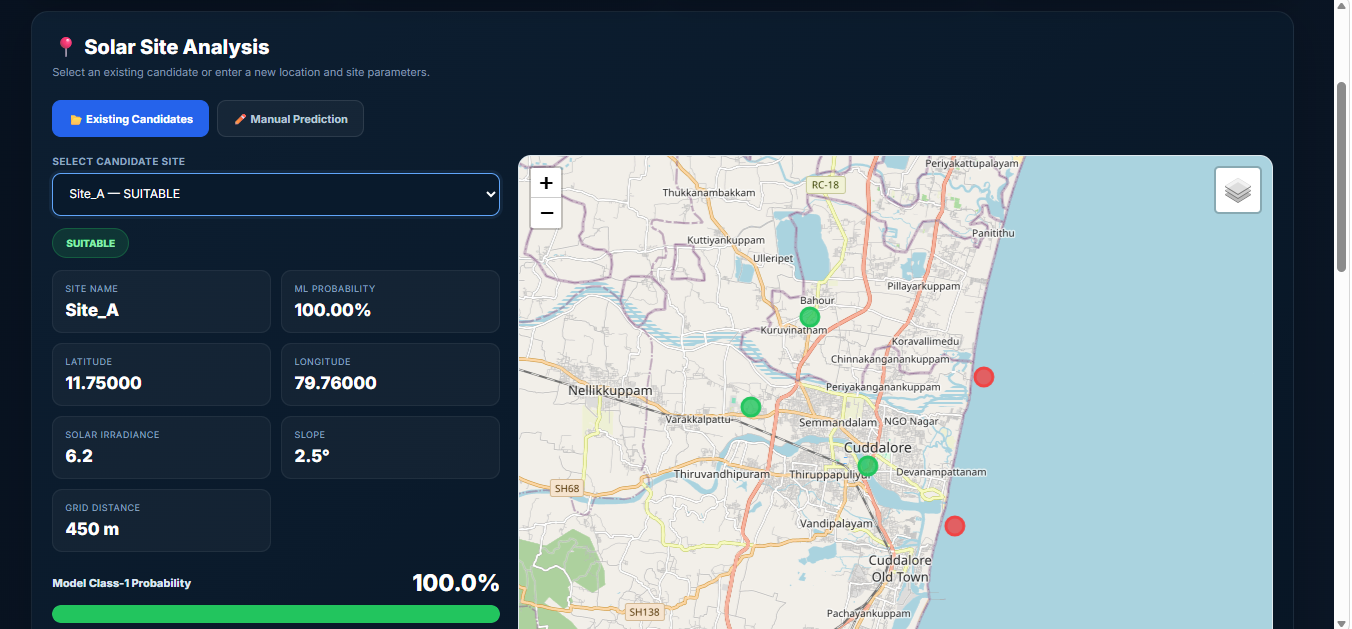 Solar Site Analysis
Select an existing candidate or enter a new location and site parameters.
Existing Candidates
Manual Prediction
SELECT CANDIDATE SITE
Site_A — SUITABLE
SUITABLE
SITE NAME
Site_A
ML PROBABILITY
100.00%
LATITUDE
11.75000
LONGITUDE
79.76000
SOLAR IRRADIANCE
6.2
SLOPE
2.5°
GRID DISTANCE
450 m
Model Class-1 Probability
100.0%
+
−
Periyakattupalayam
RC-18
Thukkanambakkam
Panitithu
Kuttiyankuppam
Ulleripet
Pillayarkuppam
Bahour
Kuruvinatham
Koravallimedu
Chinnakanganankuppam
Periyakanganankuppam
Nellikkuppam
Varakkalpattu
Semmandalam
NGO Nagar
Cuddalore
Thiruvandhipuram
Thiruppapuliyu
Devanampattanam
SH68
Vandipalayam
Cuddalore
Old Town
SH138
Pachayankuppam